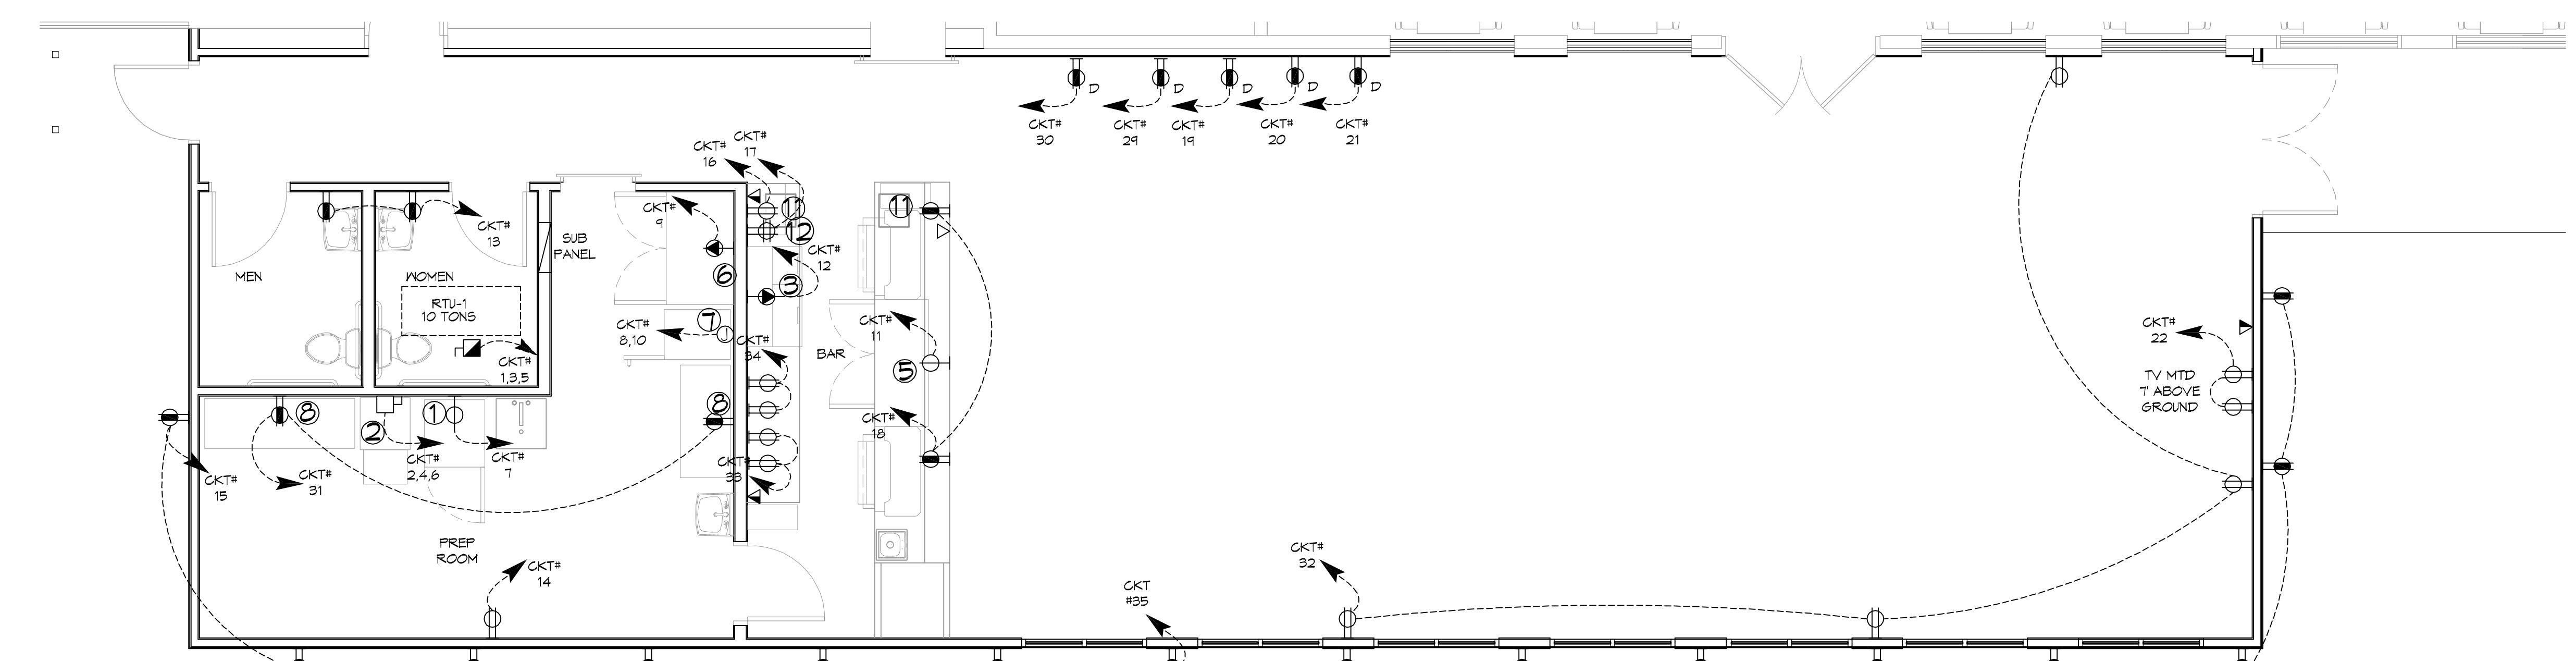 D
D
D
D
D
CKT#
30
CKT#
29
CKT#
19
CKT#
20
CKT#
21
CKT#
17
CKT#
16
CKT#
9
11
12
11
CKT#
13
SUB
PANEL
CKT#
12
MEN
WOMEN
6
3
RTU-1
10 TONS
7
J
CKT#
8,10
CKT#
11
CKT#
22
CKT#
34
BAR
CKT#
1,3,5
5
TV MTD
7' ABOVE
GROUND
8
1
8
2
CKT#
18
CKT#
15
CKT#
31
CKT#
2,4,6
CKT#
7
CKT#
33
PREP
ROOM
CKT#
14
CKT#
32
CKT
#35